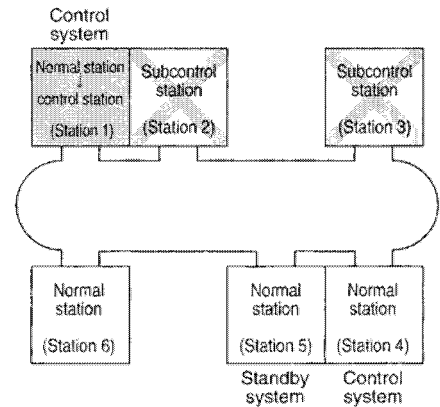 Control
system
Normal station
↓
control station
(Station 1)
Subcontrol
station
(Station 2)
Subcontrol
station
(Station 3)
Normal
station
(Station 6)
Normal
station
(Station 5)
Normal
station
(Station 4)
Standby
system
Control
system